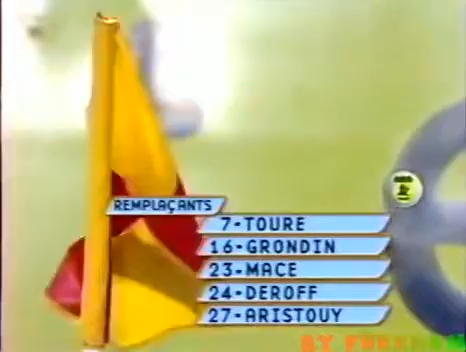 REMPLAÇANTS
7-TOURE
16-GRONDIN
23-MACE
24-DEROFF
27-ARISTOUY